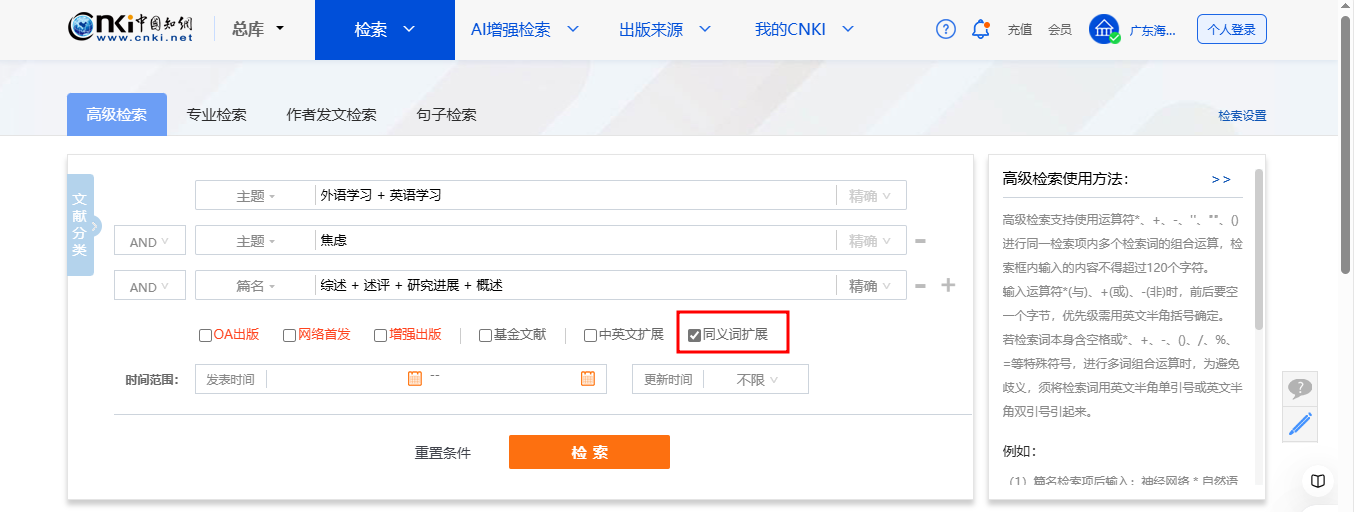 cnki中国知网
www.cnki.net
总库 检索 AI增强检索 出版来源 我的CNKI ? 充值 会员 广东海... 个人登录
高级检索 专业检索 作者发文检索 句子检索 检索设置
文献分类
主题 外语学习 + 英语学习 精确
AND 主题 焦虑 精确
AND 篇名 综述 + 述评 + 研究进展 + 概述 精确
OA出版 网络首发 增强出版 基金文献 中英文扩展 同义词扩展
时间范围： 发表时间 -- 更新时间 不限
重置条件 检索
高级检索使用方法： >>
高级检索支持使用运算符*、+、-、''、""、()
进行同一检索项内多个检索词的组合运算，检
索框内输入的内容不得超过120个字符。
输入运算符*(与)、+(或)、-(非)时，前后要空
一个字节，优先级需用英文半角括号确定。
若检索词本身含空格或*、+、-、()、/、%、
=等特殊符号，进行多词组合运算时，为避免
歧义，须将检索词用英文半角单引号或英文半
角双引号引起来。
例如：
（1）篇名检索项后输入：神经网络 * 自然语